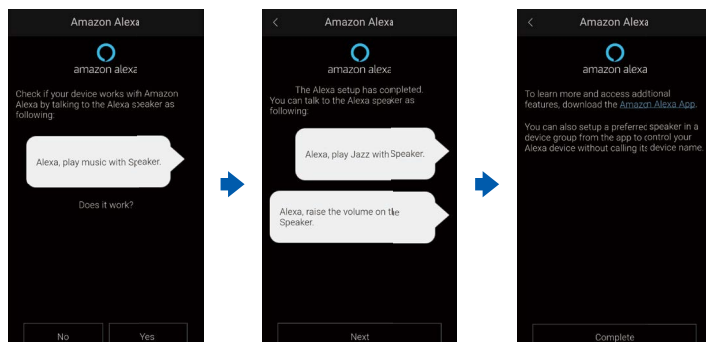 Amazon Alexa
amazon alexa
Check if your device works with Amazon
Alexa by talking to the Alexa speaker as
following:
Alexa, play music with Speaker.
Does it work?
No
Yes
Amazon Alexa
amazon alexa
The Alexa setup has completed.
You can talk to the Alexa speaker as
following:
Alexa, play Jazz with Speaker.
Alexa, raise the volume on the
Speaker.
Next
Amazon Alexa
amazon alexa
To learn more and access additional
features, download the Amazon Alexa App.
You can also setup a preferred speaker in a
device group from the app to control your
Alexa device without calling its device name.
Complete